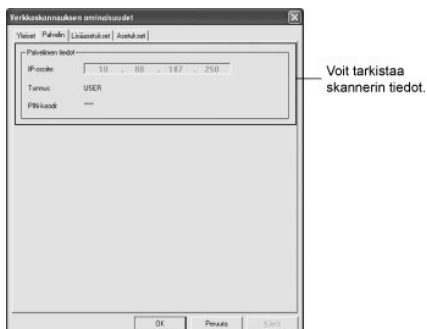 Verkkoskannauksen ominaisuudet
Yleiset Palvelin Lisäasetukset Asetukset
Palvelimen tiedot
IP-osoite: 10 . 88 . 187 . 250
Tunnus: USER
PIN-koodi: ****
Voit tarkistaa
skannerin tiedot.
OK Peruuta Käytä